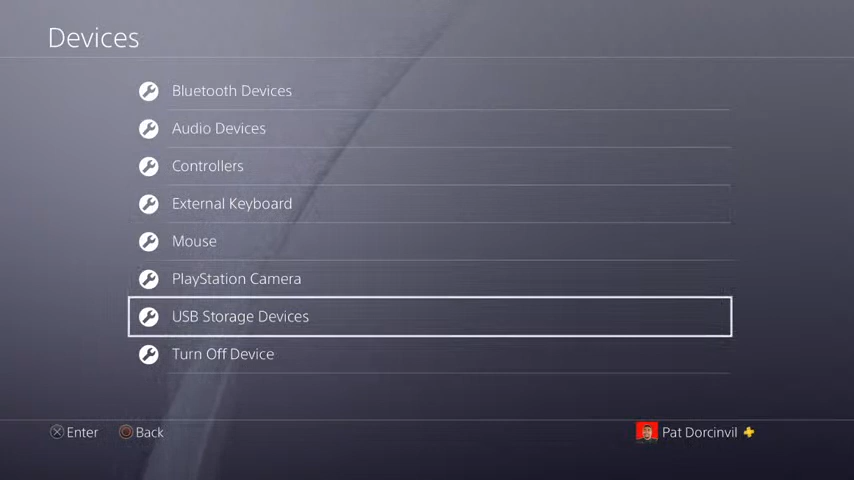 Devices
Bluetooth Devices
Audio Devices
Controllers
External Keyboard
Mouse
PlayStation Camera
USB Storage Devices
Turn Off Device
Enter Back Pat Dorcinvil